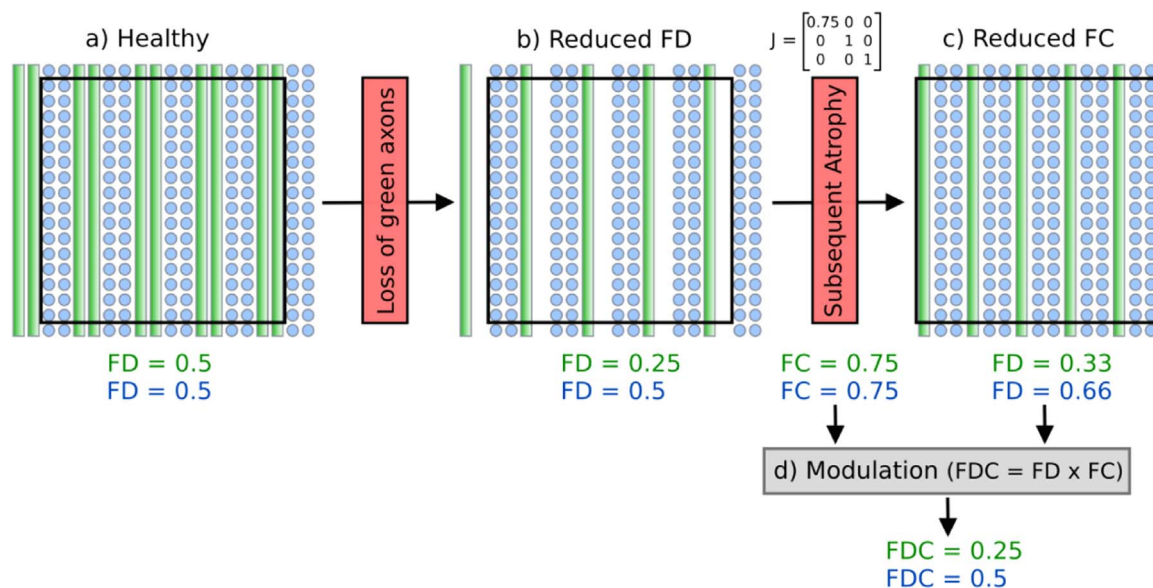 a) Healthy
b) Reduced FD
J = [0.75 0 0
0 1 0
0 0 1]
c) Reduced FC
Loss of green axons
Subsequent Atrophy
FD = 0.5
FD = 0.5
FD = 0.25
FD = 0.5
FC = 0.75
FC = 0.75
FD = 0.33
FD = 0.66
d) Modulation (FDC = FD x FC)
FDC = 0.25
FDC = 0.5